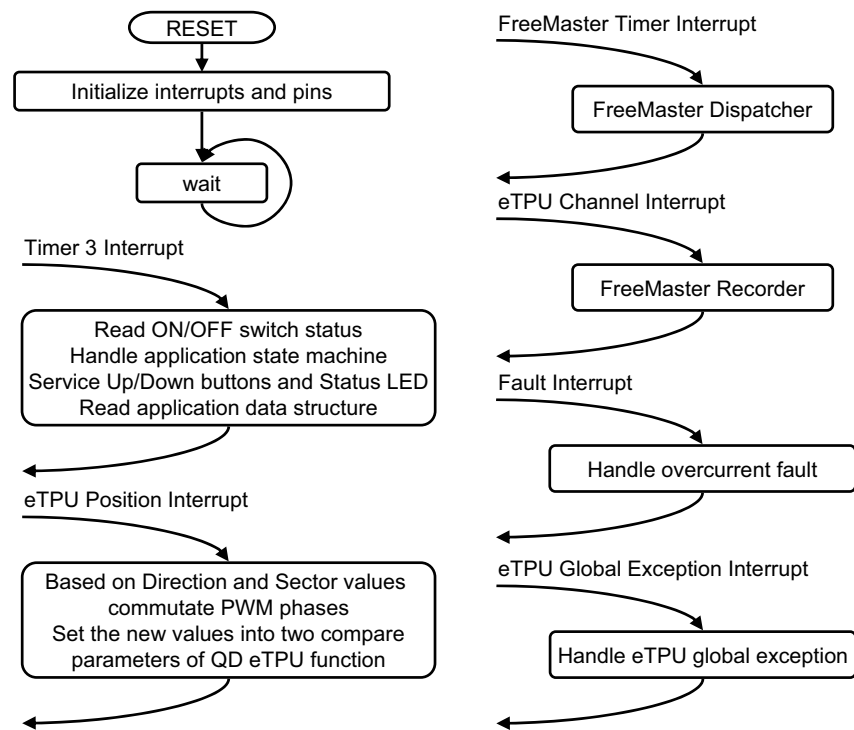 RESET
Initialize interrupts and pins
wait
Timer 3 Interrupt
Read ON/OFF switch status
Handle application state machine
Service Up/Down buttons and Status LED
Read application data structure
eTPU Position Interrupt
Based on Direction and Sector values
commutate PWM phases
Set the new values into two compare
parameters of QD eTPU function
FreeMaster Timer Interrupt
FreeMaster Dispatcher
eTPU Channel Interrupt
FreeMaster Recorder
Fault Interrupt
Handle overcurrent fault
eTPU Global Exception Interrupt
Handle eTPU global exception